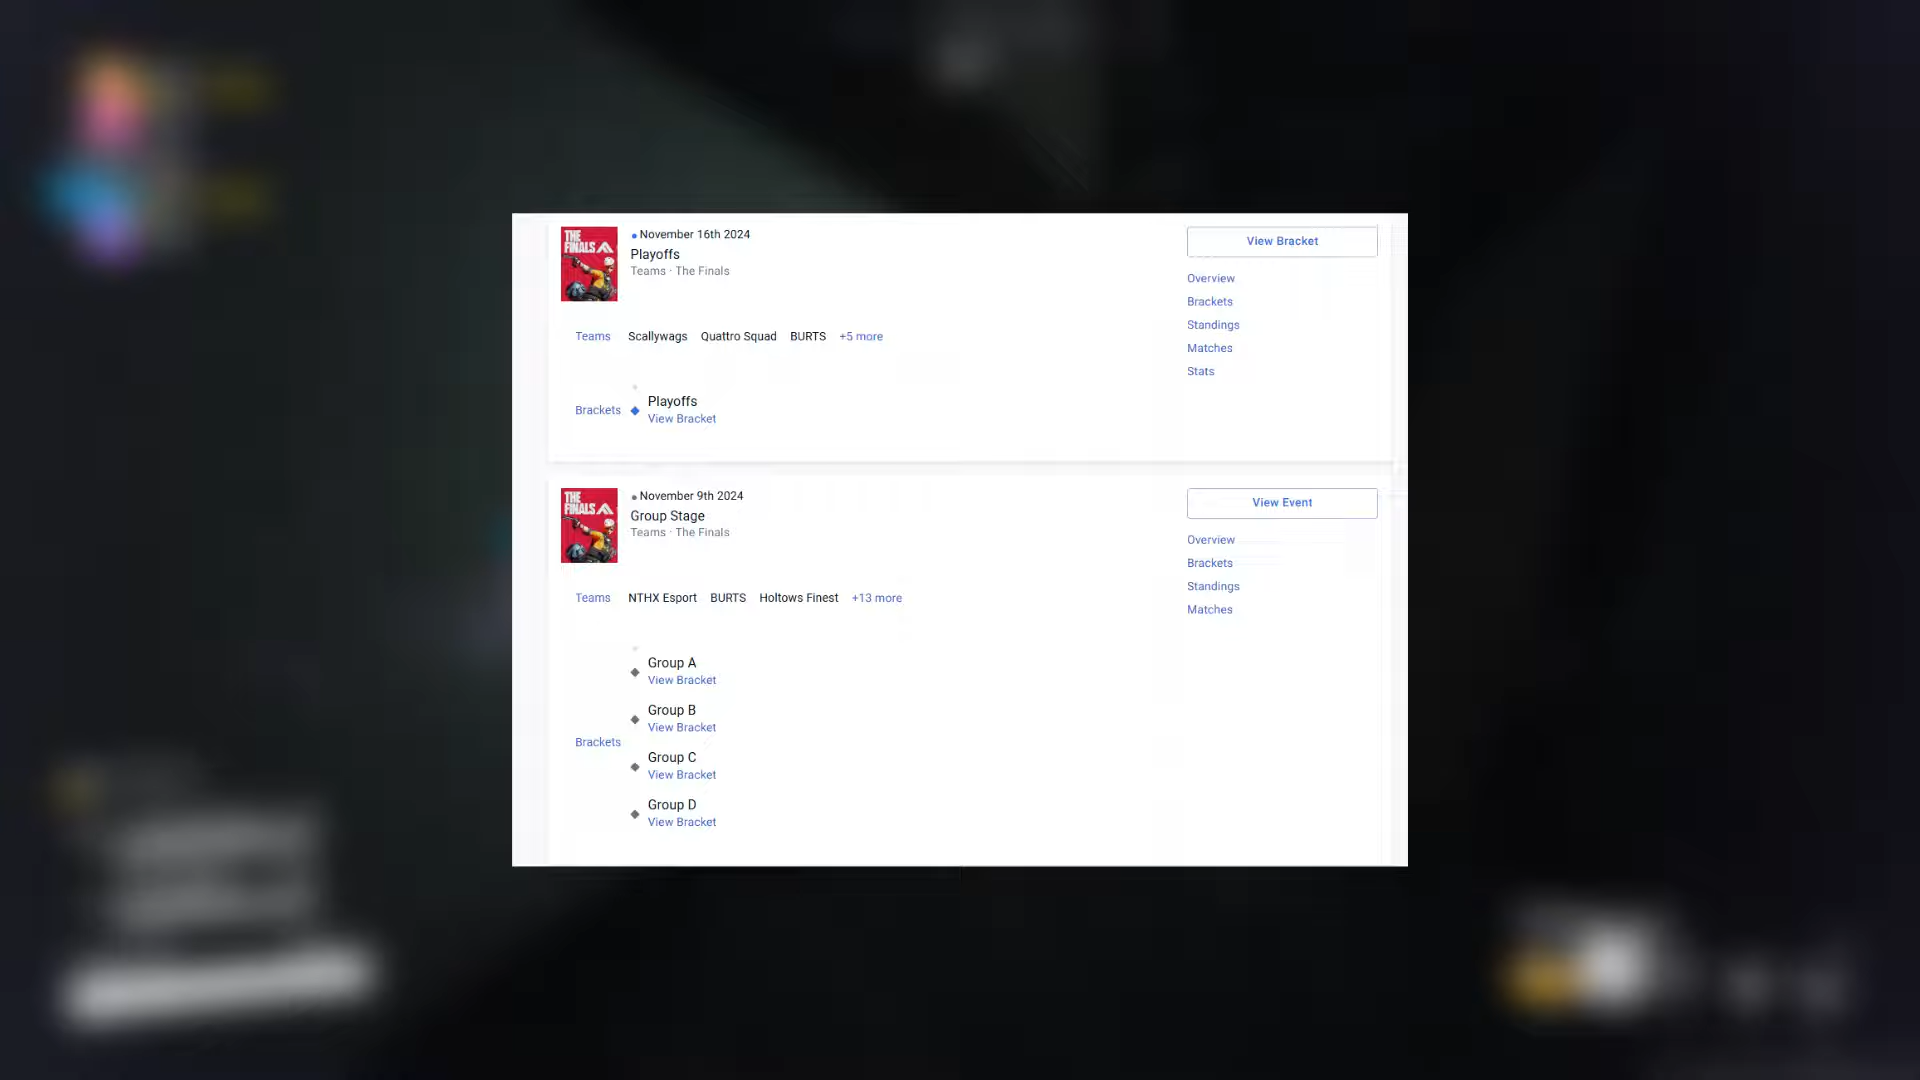 THE
FINALS
November 16th 2024
Playoffs
Teams · The Finals
View Bracket
Overview
Brackets
Standings
Matches
Stats
Teams Scallywags Quattro Squad BURTS +5 more
Brackets
Playoffs
View Bracket
THE
FINALS
November 9th 2024
Group Stage
Teams · The Finals
View Event
Overview
Brackets
Standings
Matches
Teams NTHX Esport BURTS Holtows Finest +13 more
Brackets
Group A
View Bracket
Group B
View Bracket
Group C
View Bracket
Group D
View Bracket